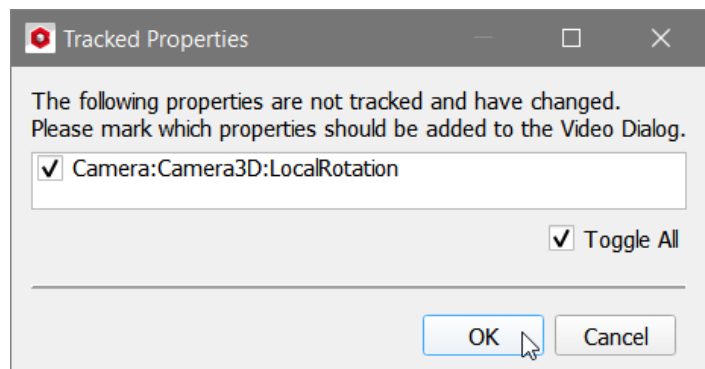 Tracked Properties
The following properties are not tracked and have changed.
Please mark which properties should be added to the Video Dialog.
Camera:Camera3D:LocalRotation
Toggle All
OK
Cancel